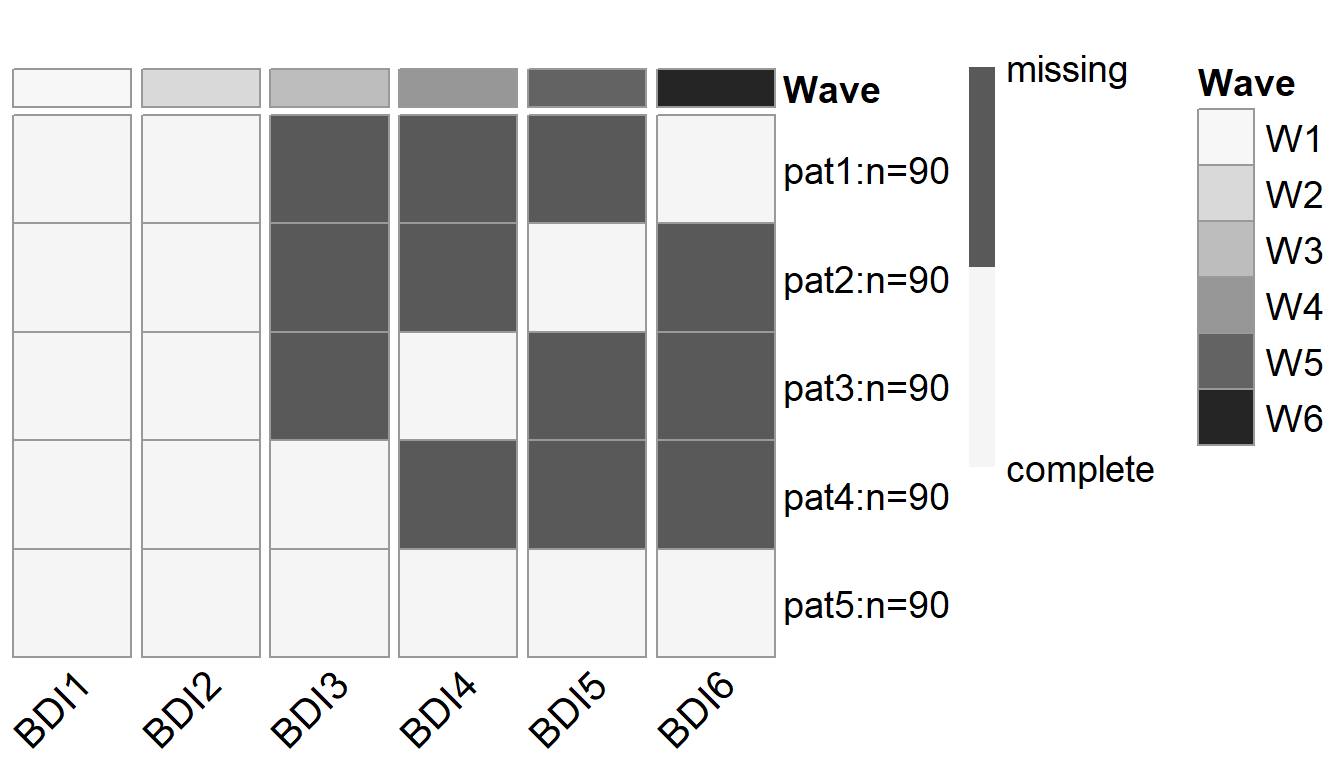 Wave
pat1:n=90
pat2:n=90
pat3:n=90
pat4:n=90
pat5:n=90
BDI1
BDI2
BDI3
BDI4
BDI5
BDI6
missing
complete
Wave
W1
W2
W3
W4
W5
W6